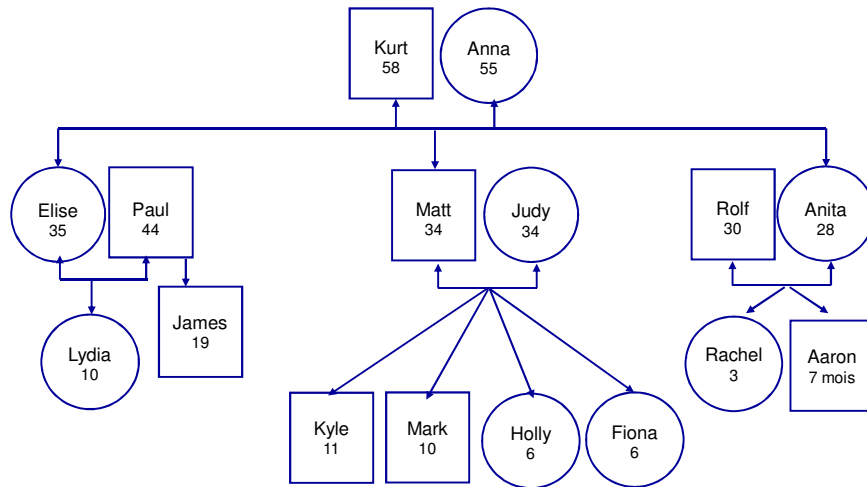 Kurt
58
Anna
55
Elise
35
Paul
44
Matt
34
Judy
34
Rolf
30
Anita
28
Lydia
10
James
19
Rachel
3
Aaron
7 mois
Kyle
11
Mark
10
Holly
6
Fiona
6